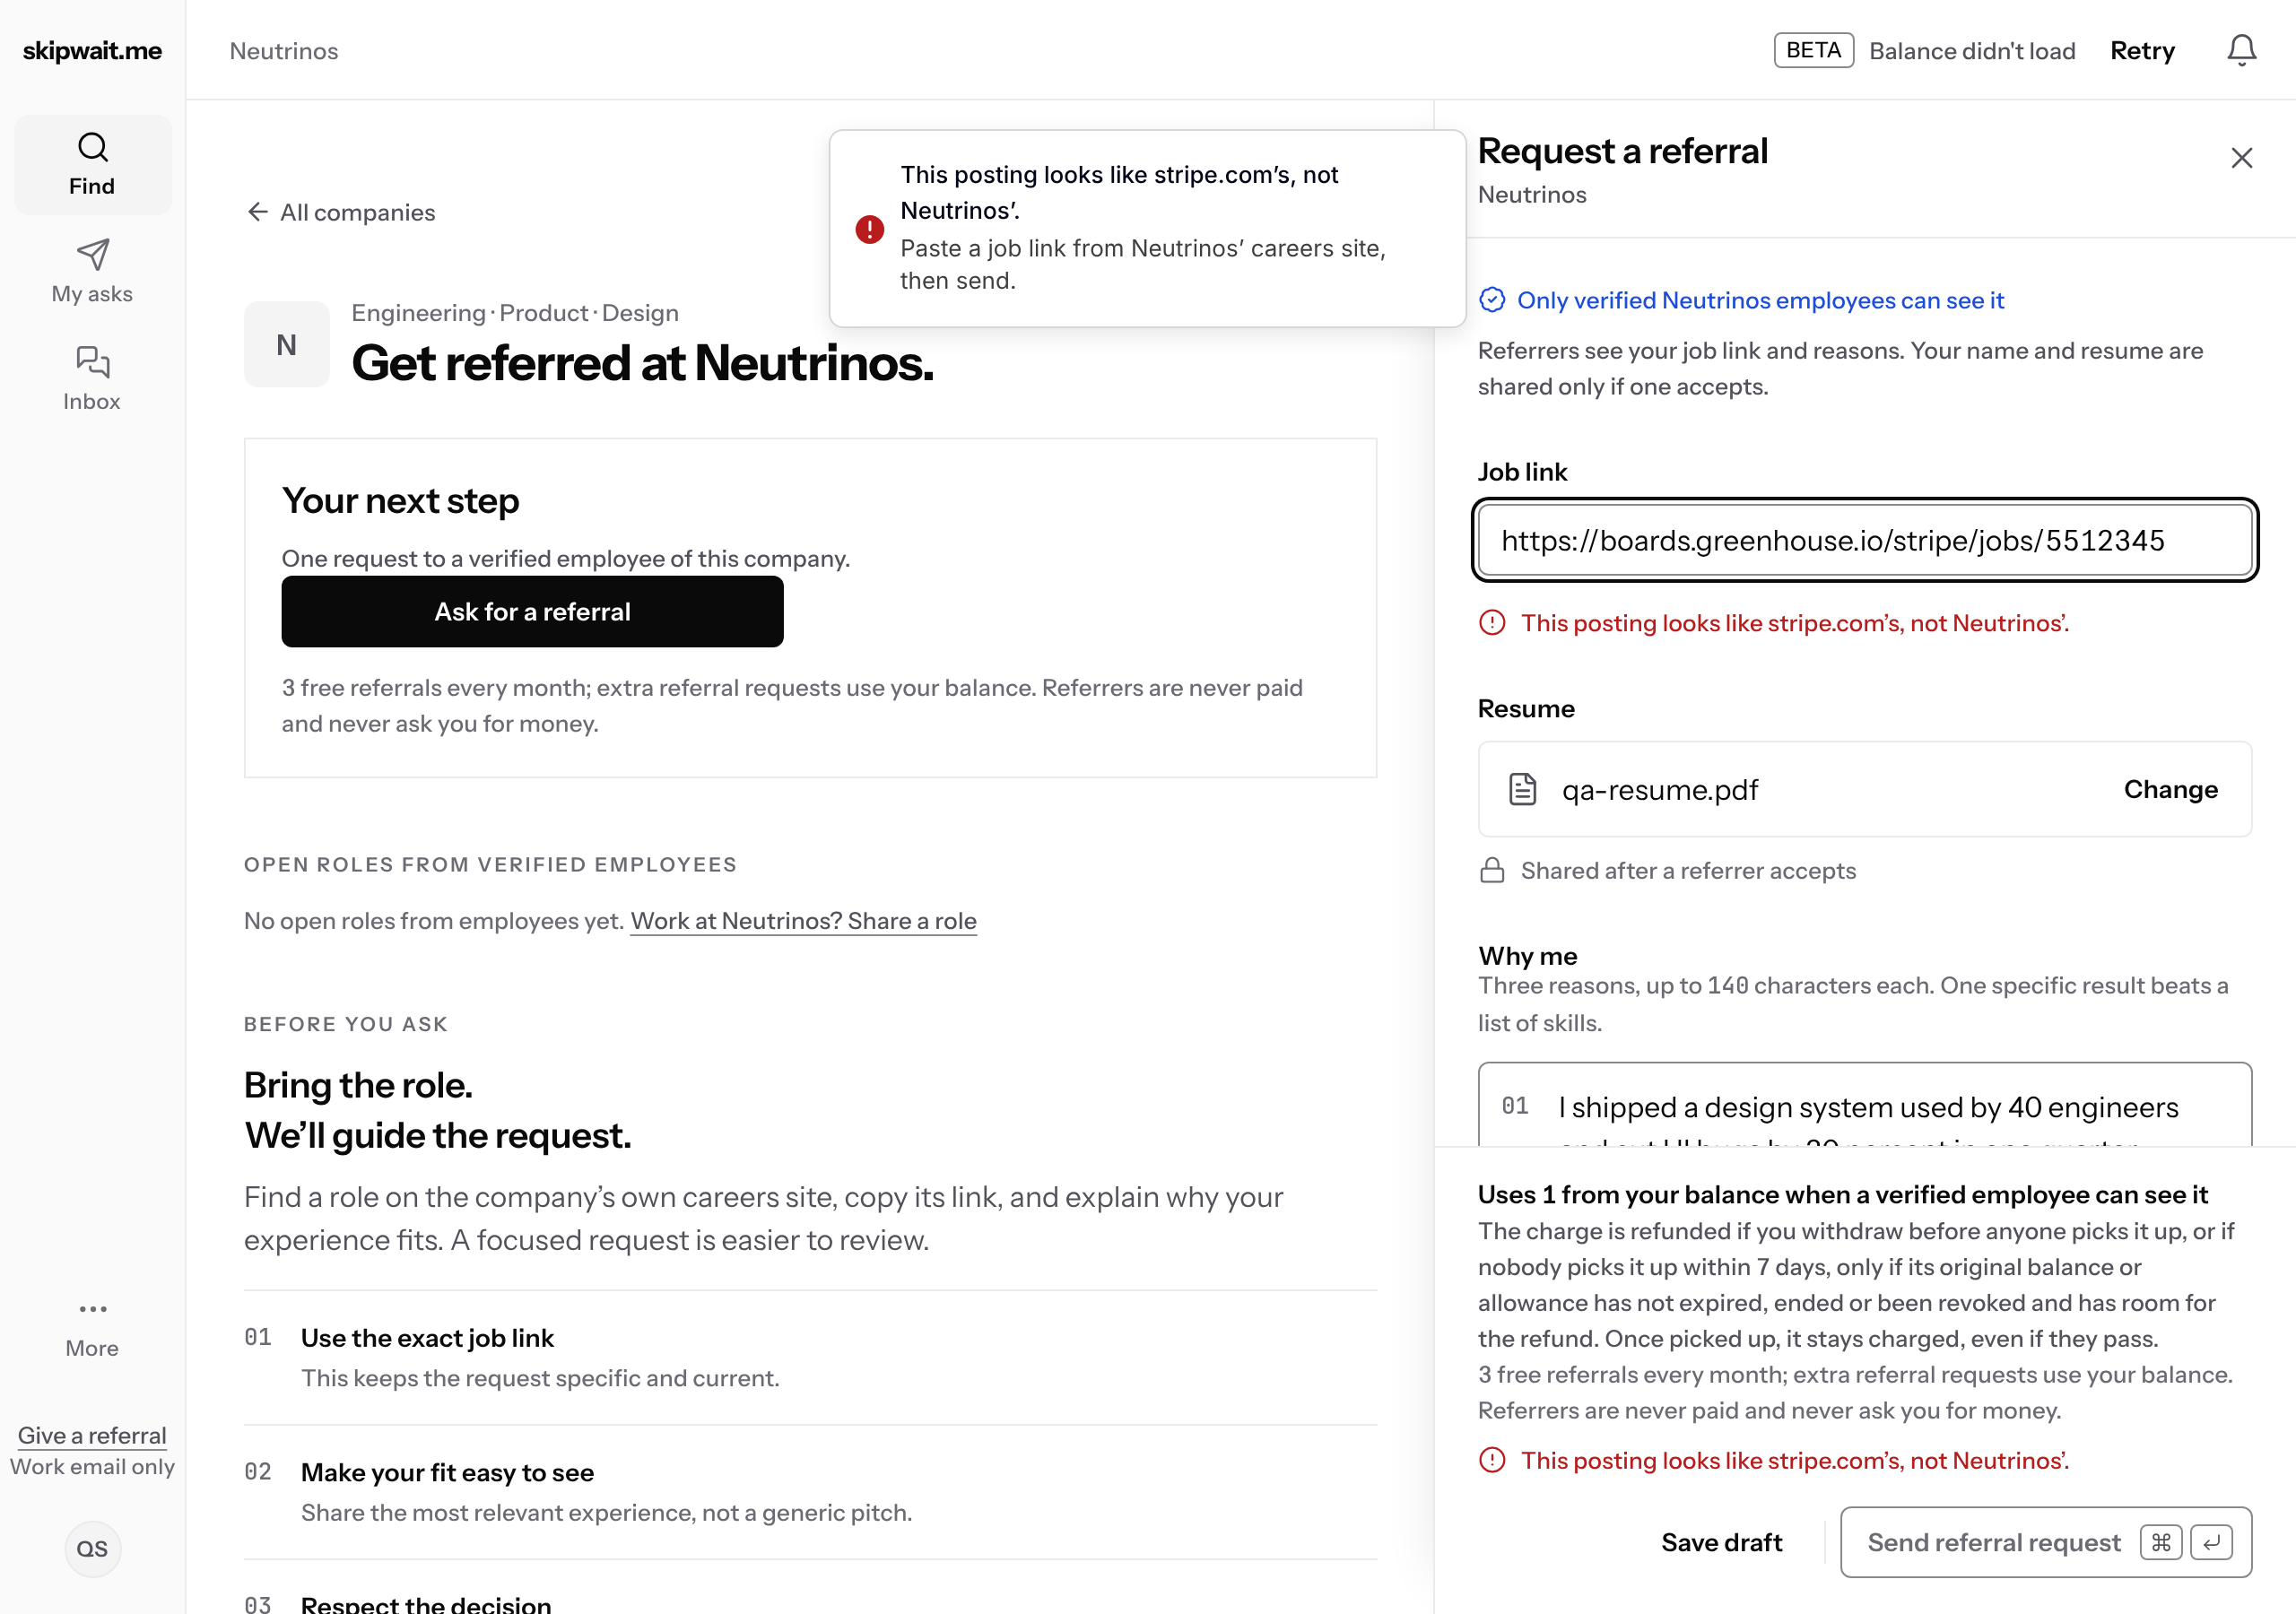 skipwait.me
Find
My asks
Inbox
More
Give a referral
Work email only
QS
Neutrinos
BETA
Balance didn't load
Retry
All companies
N
Engineering · Product · Design
Get referred at Neutrinos.
This posting looks like stripe.com’s, not
Neutrinos’.
Paste a job link from Neutrinos’ careers site,
then send.
Your next step
One request to a verified employee of this company.
Ask for a referral
3 free referrals every month; extra referral requests use your balance. Referrers are never paid
and never ask you for money.
OPEN ROLES FROM VERIFIED EMPLOYEES
No open roles from employees yet. Work at Neutrinos? Share a role
BEFORE YOU ASK
Bring the role.
We’ll guide the request.
Find a role on the company’s own careers site, copy its link, and explain why your
experience fits. A focused request is easier to review.
01 Use the exact job link
This keeps the request specific and current.
02 Make your fit easy to see
Share the most relevant experience, not a generic pitch.
03 Respect the decision
Request a referral
Neutrinos
Only verified Neutrinos employees can see it
Referrers see your job link and reasons. Your name and resume are
shared only if one accepts.
Job link
https://boards.greenhouse.io/stripe/jobs/5512345
This posting looks like stripe.com’s, not Neutrinos’.
Resume
qa-resume.pdf
Change
Shared after a referrer accepts
Why me
Three reasons, up to 140 characters each. One specific result beats a
list of skills.
01 I shipped a design system used by 40 engineers
Uses 1 from your balance when a verified employee can see it
The charge is refunded if you withdraw before anyone picks it up, or if
nobody picks it up within 7 days, only if its original balance or
allowance has not expired, ended or been revoked and has room for
the refund. Once picked up, it stays charged, even if they pass.
3 free referrals every month; extra referral requests use your balance.
Referrers are never paid and never ask you for money.
This posting looks like stripe.com’s, not Neutrinos’.
Save draft
Send referral request ⌘ ↵